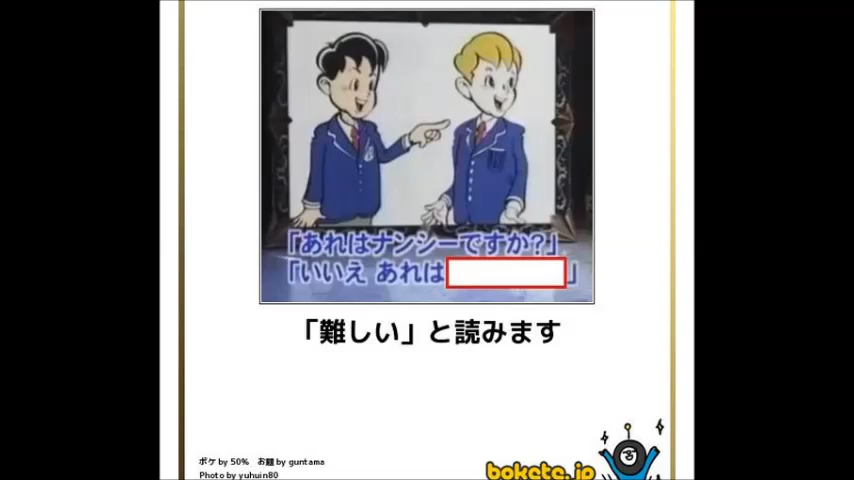 「あれはナンシーですか?」
「いいえ あれは 」
「難しい」と読みます
ボケ by 50% お題 by guntama
Photo by yuhuin80
bokete.jp